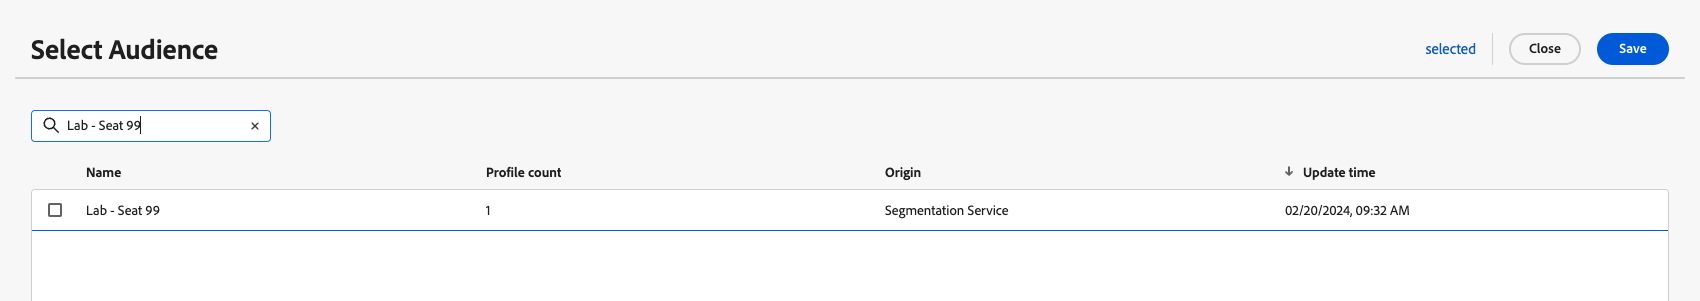 Select Audience
selected
Close
Save
Lab - Seat 99
Name
Profile count
Origin
Update time
Lab - Seat 99
1
Segmentation Service
02/20/2024, 09:32 AM